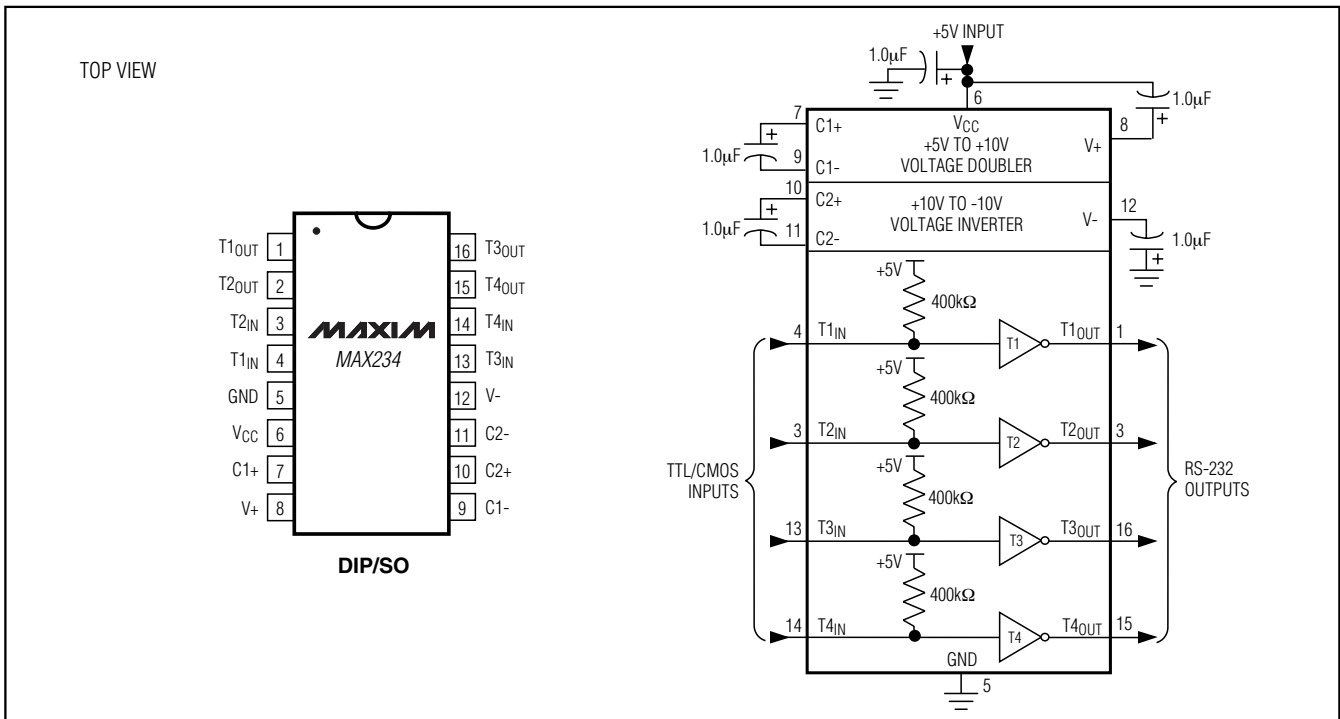 TOP VIEW
T1OUT 1
T2OUT 2
T2IN 3
T1IN 4
GND 5
VCC 6
C1+ 7
V+ 8
MAXIM
MAX234
16 T3OUT
15 T4OUT
14 T4IN
13 T3IN
12 V-
11 C2-
10 C2+
9 C1-
DIP/SO
+5V INPUT
1.0µF
+
6
1.0µF
+
7 C1+
1.0µF +
9 C1-
VCC
+5V TO +10V
VOLTAGE DOUBLER
V+ 8
10 C2+
1.0µF +
11 C2-
+10V TO -10V
VOLTAGE INVERTER
V- 12
1.0µF
+
+5V
400kΩ
4 T1IN T1 T1OUT 1
+5V
400kΩ
3 T2IN T2 T2OUT 3
+5V
TTL/CMOS
INPUTS
400kΩ
RS-232
OUTPUTS
13 T3IN T3 T3OUT 16
+5V
400kΩ
14 T4IN T4 T4OUT 15
GND
5